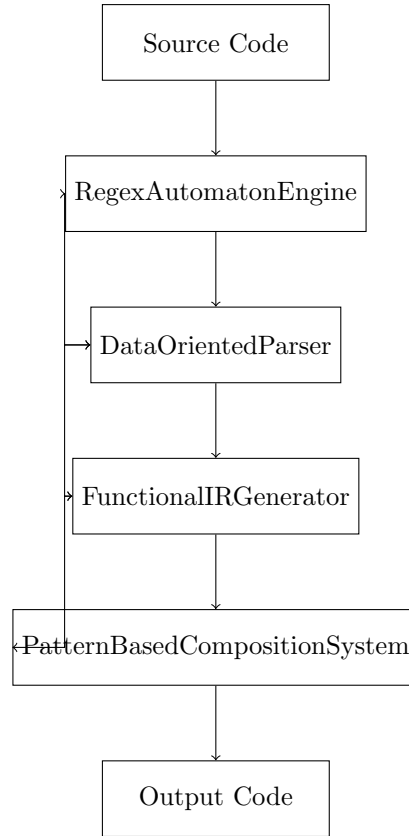 Source Code
RegexAutomatonEngine
DataOrientedParser
FunctionalIRGenerator
PatternBasedCompositionSystem
Output Code